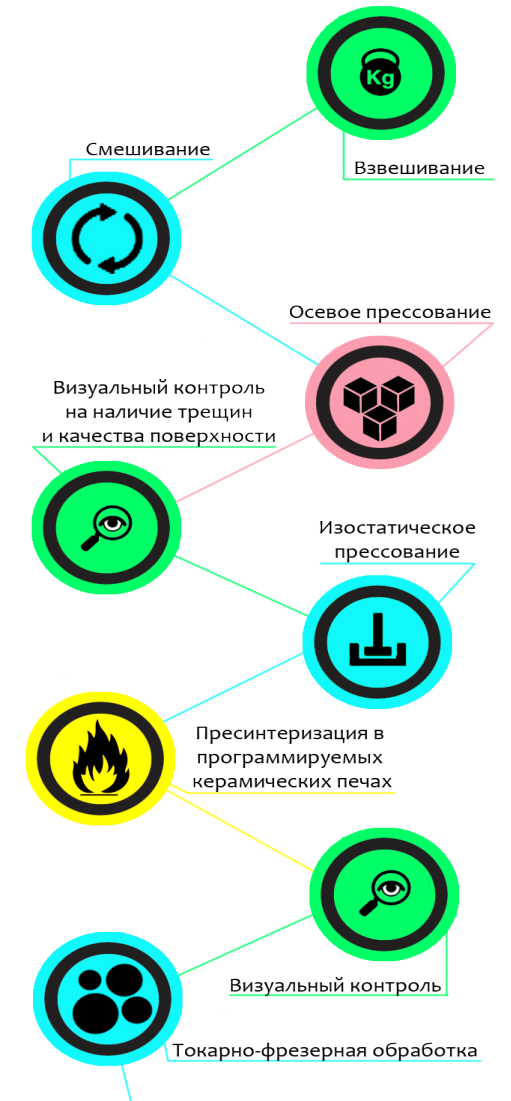 Kg
Взвешивание
Смешивание
Осевое прессование
Визуальный контроль
на наличие трещин
и качества поверхности
Изостатическое
прессование
Пресинтеризация в
программируемых
керамических печах
Визуальный контроль
Токарно-фрезерная обработка